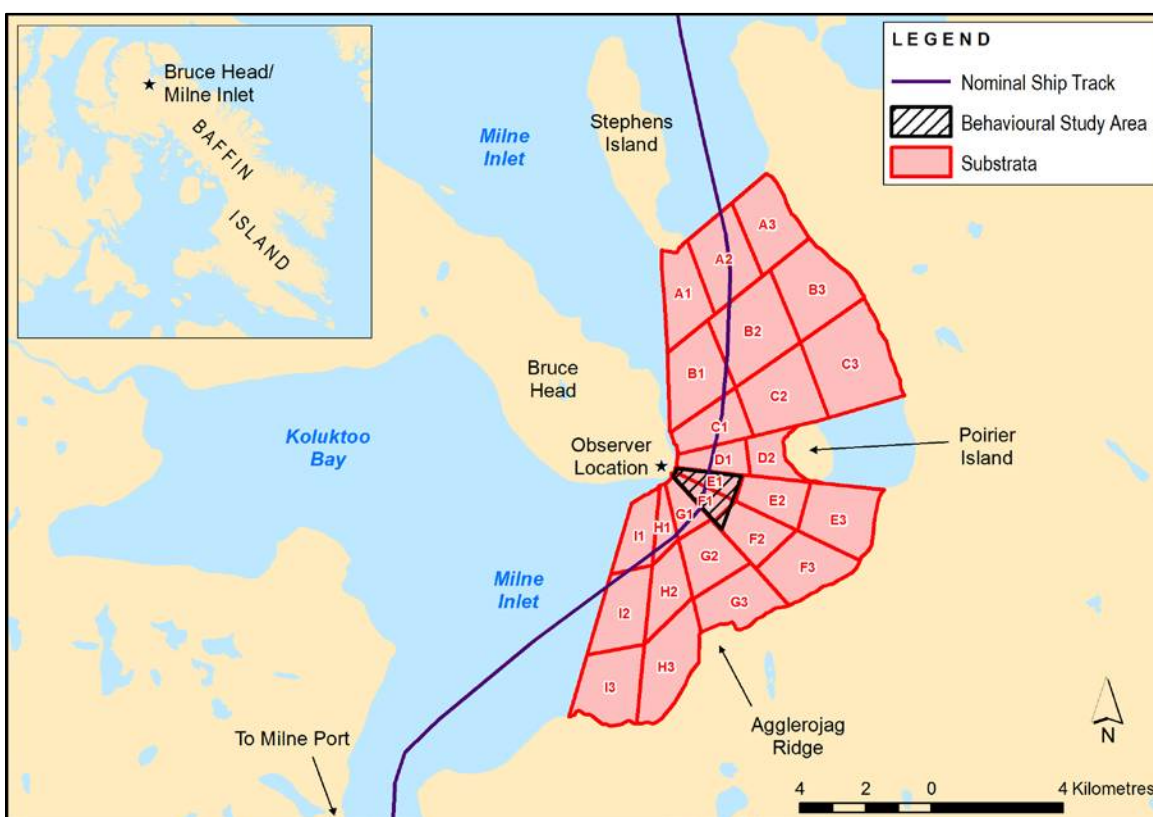 Bruce Head/
Milne Inlet
BAFFIN
ISLAND
LEGEND
Nominal Ship Track
Behavioural Study Area
Substrata
Milne
Inlet
Stephens
Island
A3
A2
A1
B3
B2
B1
C3
C2
C1
Bruce
Head
Koluktoo
Bay
Observer
Location
Poirier
Island
D1
D2
E1
E2
E3
F1
F2
F3
G1
G2
G3
H1
H2
H3
I1
I2
I3
Milne
Inlet
Agglerojag
Ridge
To Milne Port
N
4 2 0 4 Kilometres